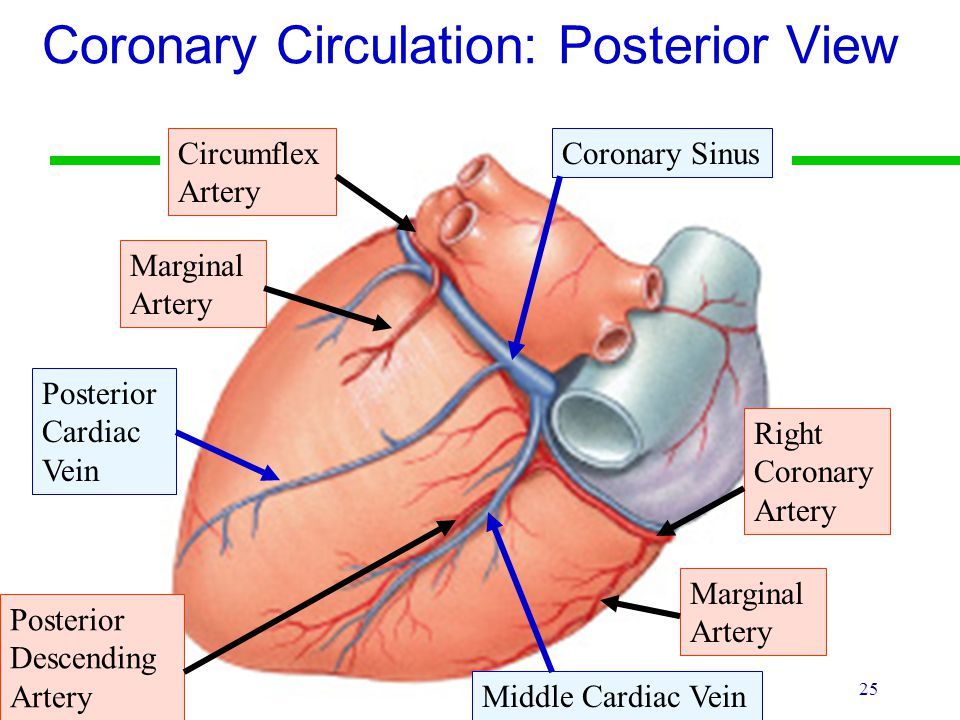 Coronary Circulation: Posterior View
Circumflex
Artery
Coronary Sinus
Marginal
Artery
Posterior
Cardiac
Vein
Right
Coronary
Artery
Marginal
Artery
Posterior
Descending
Artery
Middle Cardiac Vein
25